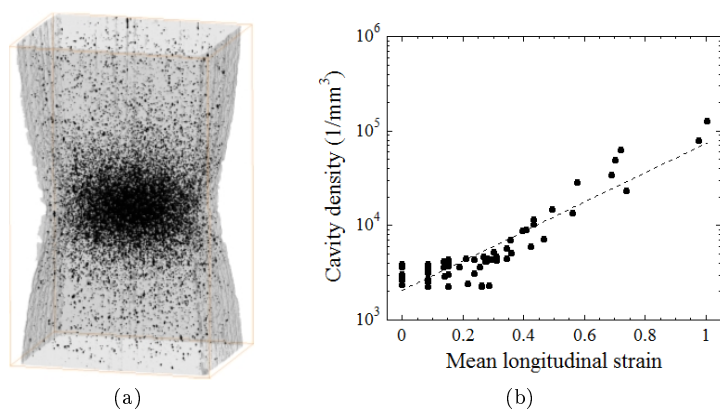 10^6
10^5
10^4
10^3
Cavity density (1/mm^3)
0 0.2 0.4 0.6 0.8 1
Mean longitudinal strain
(a) (b)